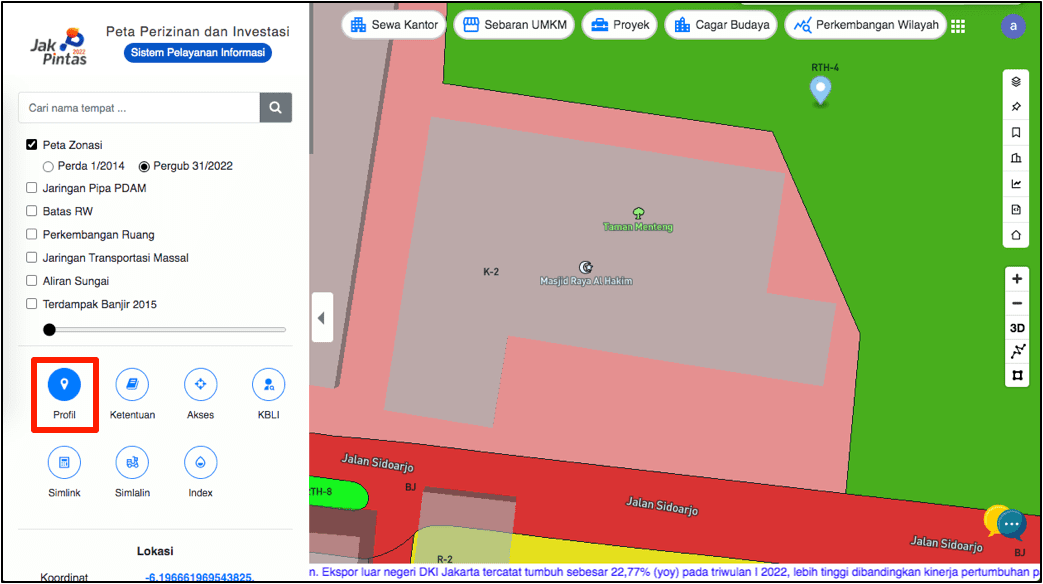 Jak
2022
Pintas
Peta Perizinan dan Investasi
Sistem Pelayanan Informasi
Cari nama tempat ...
Peta Zonasi
Perda 1/2014
Pergub 31/2022
Jaringan Pipa PDAM
Batas RW
Perkembangan Ruang
Jaringan Transportasi Massal
Aliran Sungai
Terdampak Banjir 2015
Profil
Ketentuan
Akses
KBLI
Simlink
Simlalin
Index
Lokasi
Koordinat
-6.196661969543825,
Sewa Kantor
Sebaran UMKM
Proyek
Cagar Budaya
Perkembangan Wilayah
a
RTH-4
Taman Menteng
K-2
Masjid Raya Al Hakim
3D
Jalan Sidoarjo
BJ
RTH-8
Jalan Sidoarjo
Jalan Sidoarjo
BJ
R-2
n. Ekspor luar negeri DKI Jakarta tercatat tumbuh sebesar 22,77% (yoy) pada triwulan I 2022, lebih tinggi dibandingkan kinerja pertumbuhan p